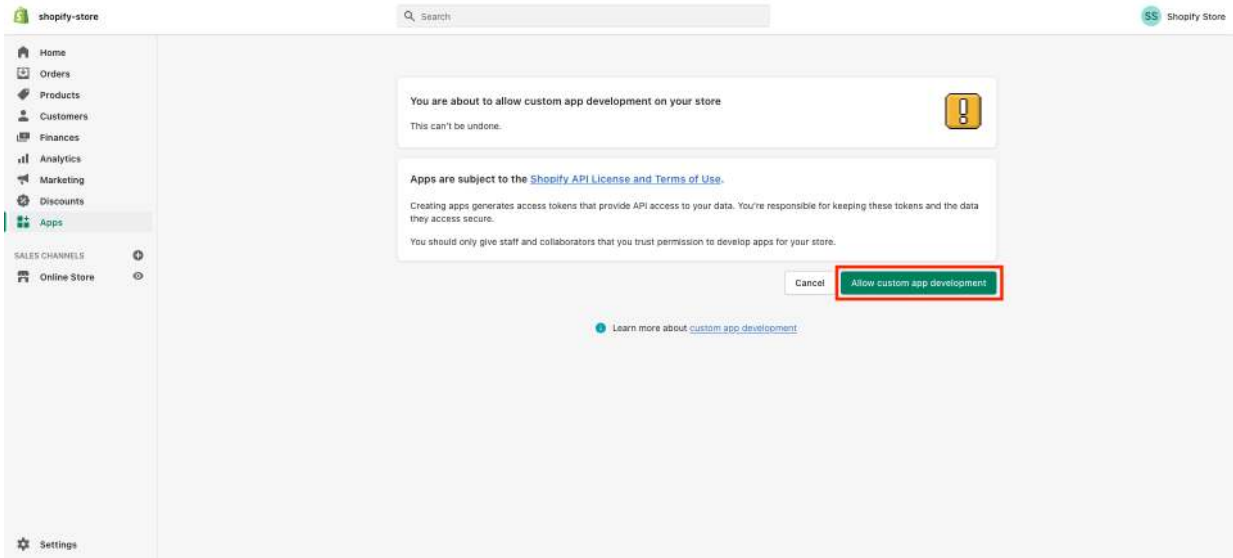 shopify-store
Search
SS Shopify Store
Home
Orders
Products
Customers
Finances
Analytics
Marketing
Discounts
Apps
SALES CHANNELS
Online Store
Settings
You are about to allow custom app development on your store
This can't be undone.
Apps are subject to the Shopify API License and Terms of Use.
Creating apps generates access tokens that provide API access to your data. You're responsible for keeping these tokens and the data
they access secure.
You should only give staff and collaborators that you trust permission to develop apps for your store.
Cancel Allow custom app development
Learn more about custom app development